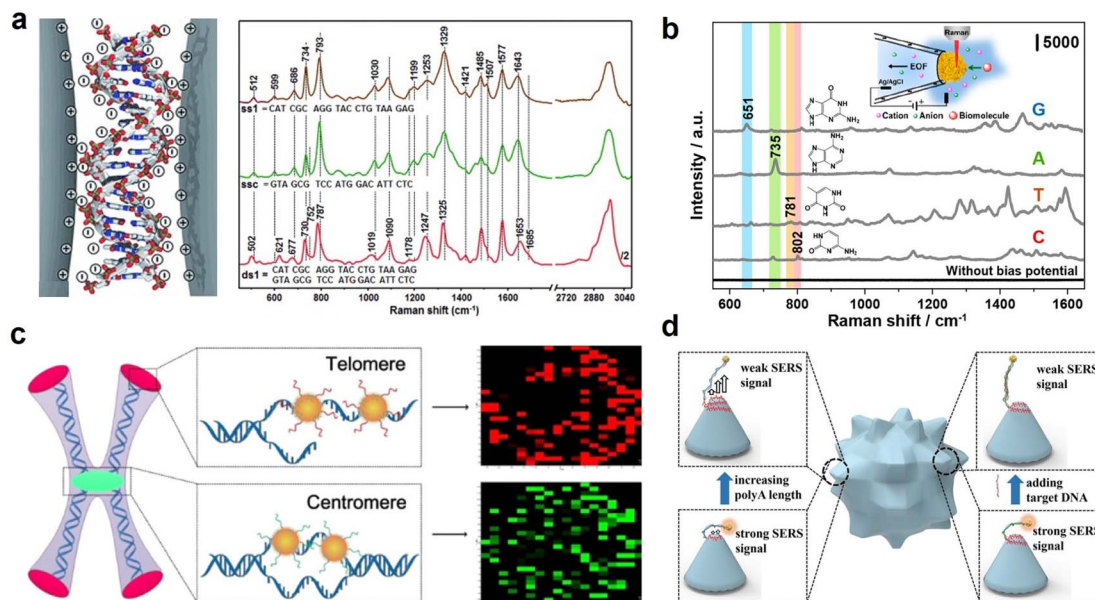 a
512
599
686
734
793
1030
1199
1253
1329
1421
1485
1507
1577
1643
ss1 = CAT CGC AGG TAC CTG TAA GAG
ssc = GTA GCG TCC ATG GAC ATT CTC
502
621
677
730
752
787
1019
1090
1178
1247
1325
1653
1685
/2
ds1 = CAT CGC AGG TAC CTG TAA GAG
GTA GCG TCC ATG GAC ATT CTC
600 800 1000 1200 1400 1600 2720 2880 3040
Raman shift (cm-1)
b
Intensity / a.u.
5000
Raman
EOF
Ag/AgCl
Cation Anion Biomolecule
651
G
735
A
781
T
802
C
Without bias potential
600 800 1000 1200 1400 1600
Raman shift / cm-1
c
Telomere
Centromere
d
weak SERS
signal
increasing
polyA length
strong SERS
signal
weak SERS
signal
adding
target DNA
strong SERS
signal